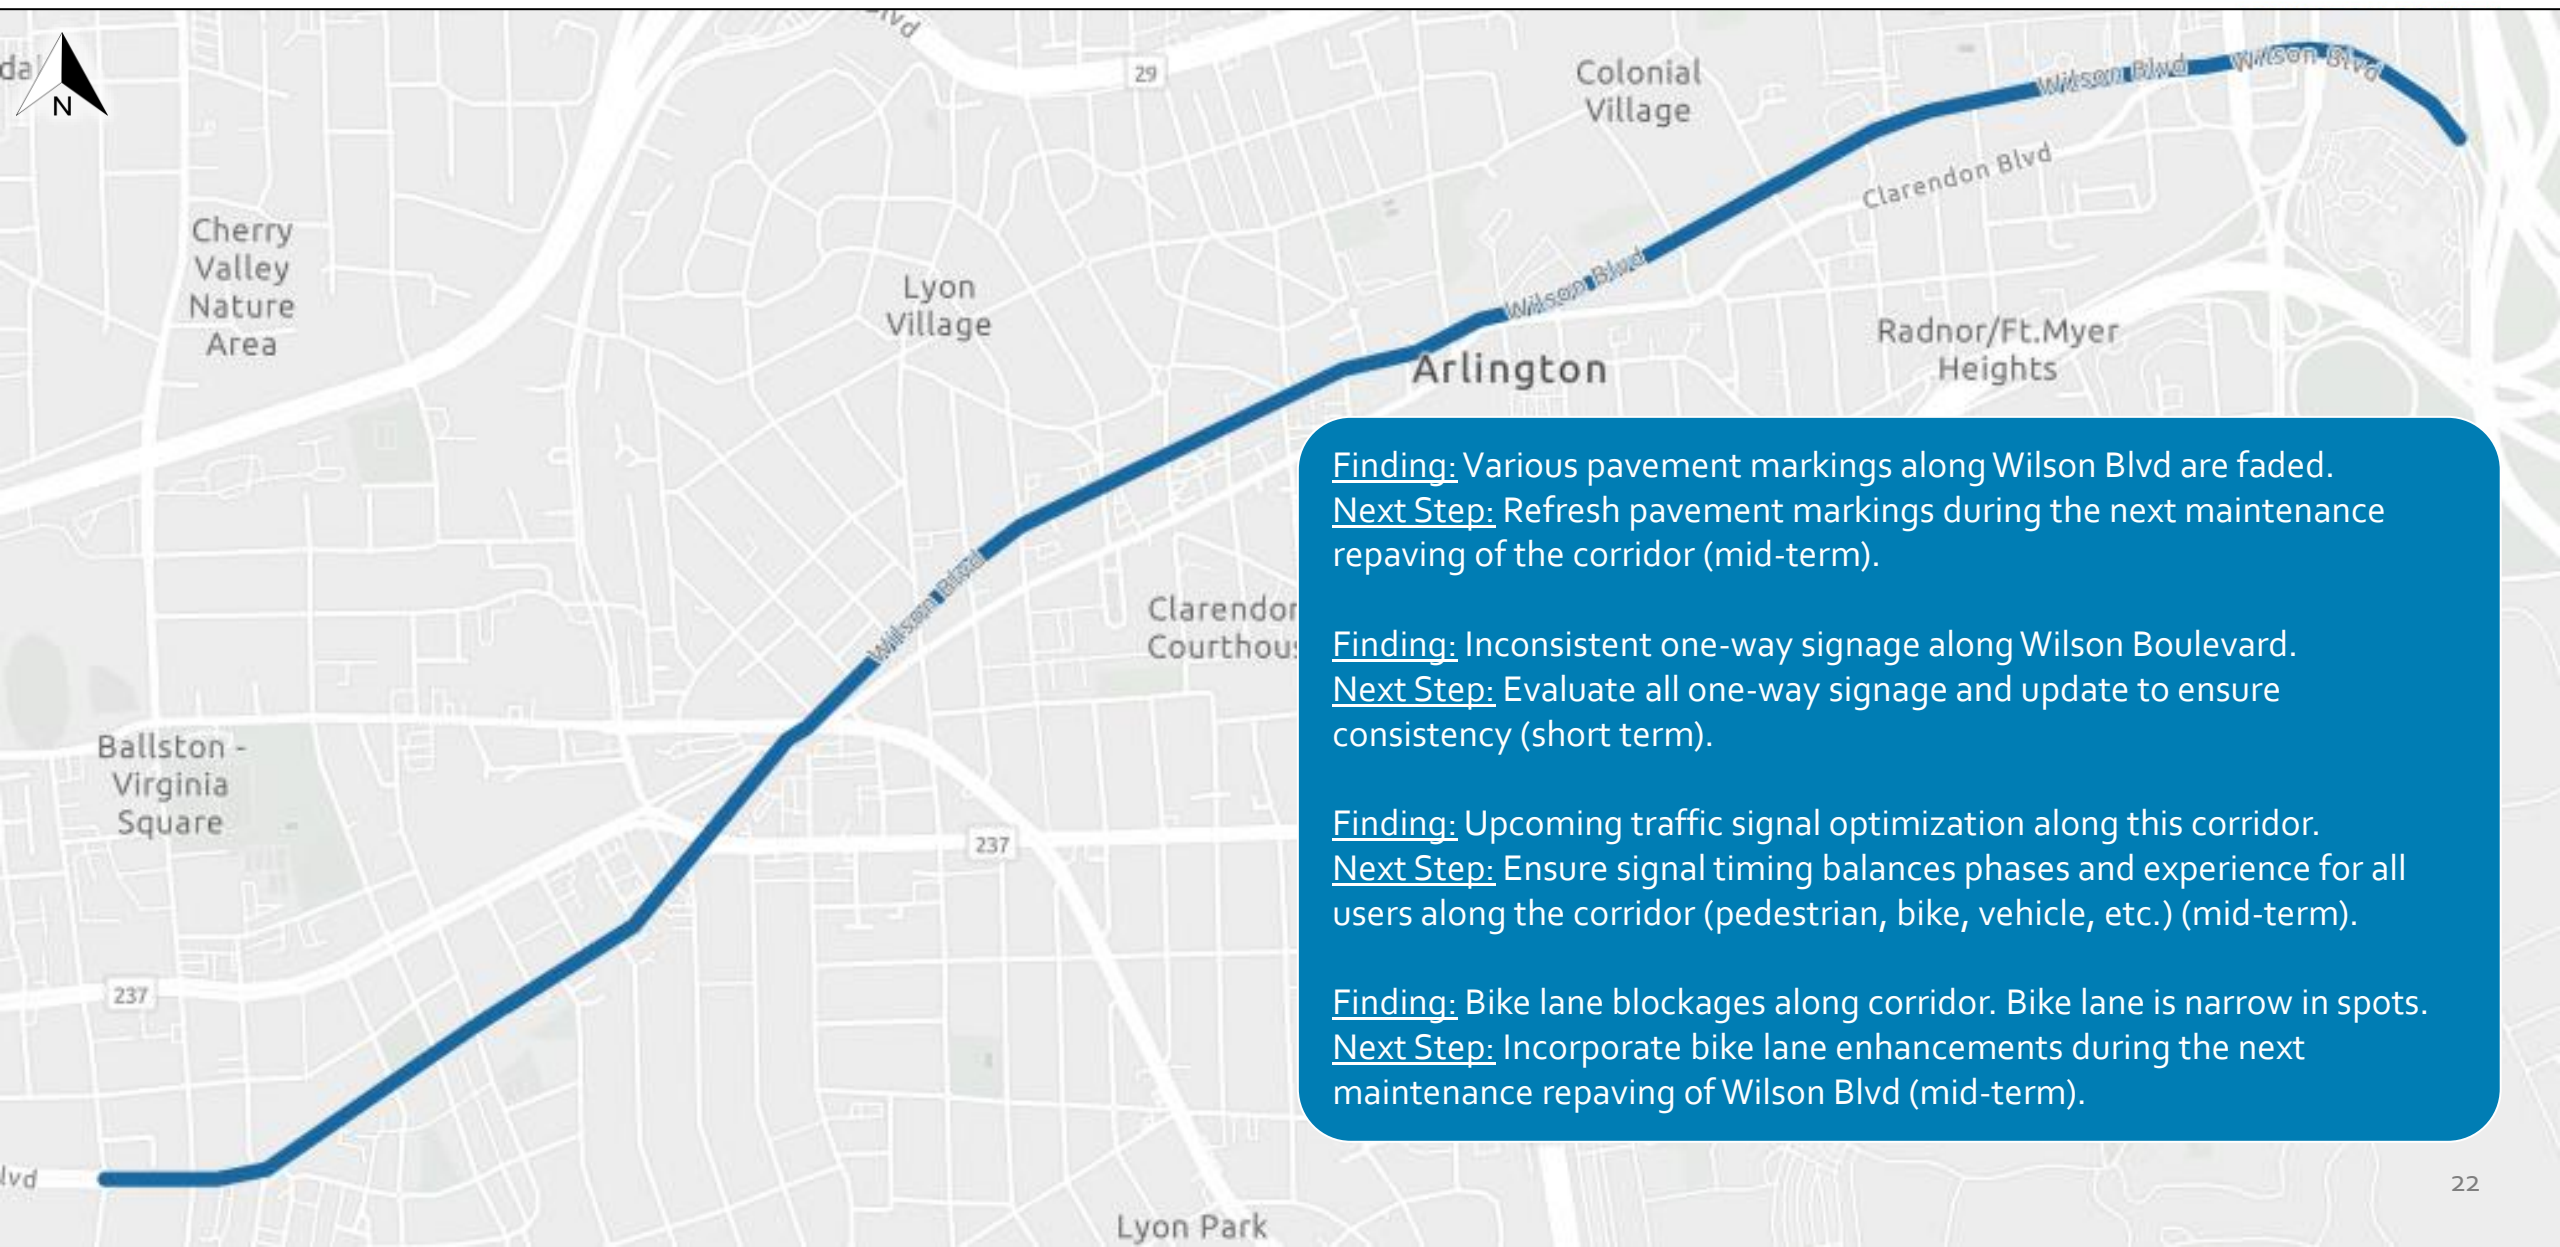 lvd
29
dal
N
Colonial
Village
Wilson Blvd
Wilson Blvd
Clarendon Blvd
Cherry
Valley
Nature
Area
Lyon
Village
Wilson Blvd
Arlington
Radnor/Ft.Myer
Heights
Wilson Blvd
Clarendon
Courthous
Ballston -
Virginia
Square
237
237
lvd
Lyon Park
Finding: Various pavement markings along Wilson Blvd are faded.
Next Step: Refresh pavement markings during the next maintenance
repaving of the corridor (mid-term).
Finding: Inconsistent one-way signage along Wilson Boulevard.
Next Step: Evaluate all one-way signage and update to ensure
consistency (short term).
Finding: Upcoming traffic signal optimization along this corridor.
Next Step: Ensure signal timing balances phases and experience for all
users along the corridor (pedestrian, bike, vehicle, etc.) (mid-term).
Finding: Bike lane blockages along corridor. Bike lane is narrow in spots.
Next Step: Incorporate bike lane enhancements during the next
maintenance repaving of Wilson Blvd (mid-term).
22